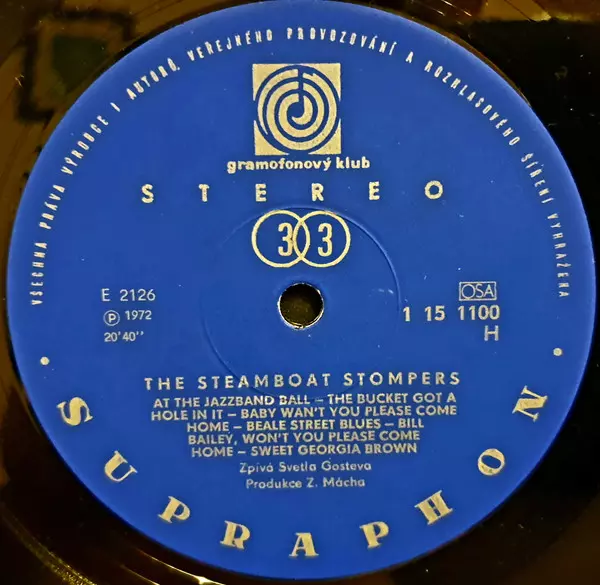 VŠECHNA PRÁVA VÝROBCE I AUTORŮ, VEŘEJNÉHO PROVOZOVÁNÍ A ROZHLASOVÉHO ŠÍŘENÍ VYHRAŽENA
gramofonový klub
STEREO
33
E 2126
Ⓟ 1972
20'40''
OSA
1 15 1100
H
THE STEAMBOAT STOMPERS
AT THE JAZZBAND BALL – THE BUCKET GOT A
HOLE IN IT – BABY WAN'T YOU PLEASE COME
HOME – BEALE STREET BLUES – BILL
BAILEY, WON'T YOU PLEASE COME
HOME – SWEET GEORGIA BROWN
Zpívá Svetla Gosteva
Produkce Z. Mácha
• SUPRAPHON •